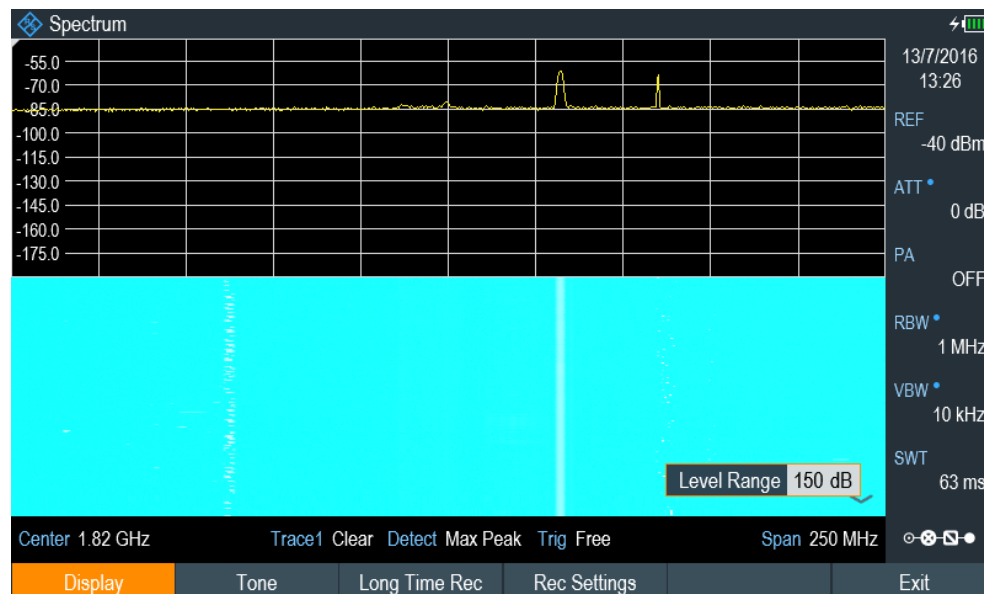 Spectrum
13/7/2016
13:26
-55.0
-70.0
-85.0
-100.0
-115.0
-130.0
-145.0
-160.0
-175.0
REF
-40 dBm
ATT
0 dB
PA
OFF
RBW
1 MHz
VBW
10 kHz
SWT
63 ms
Level Range 150 dB
Center 1.82 GHz Trace1 Clear Detect Max Peak Trig Free Span 250 MHz
Display Tone Long Time Rec Rec Settings Exit